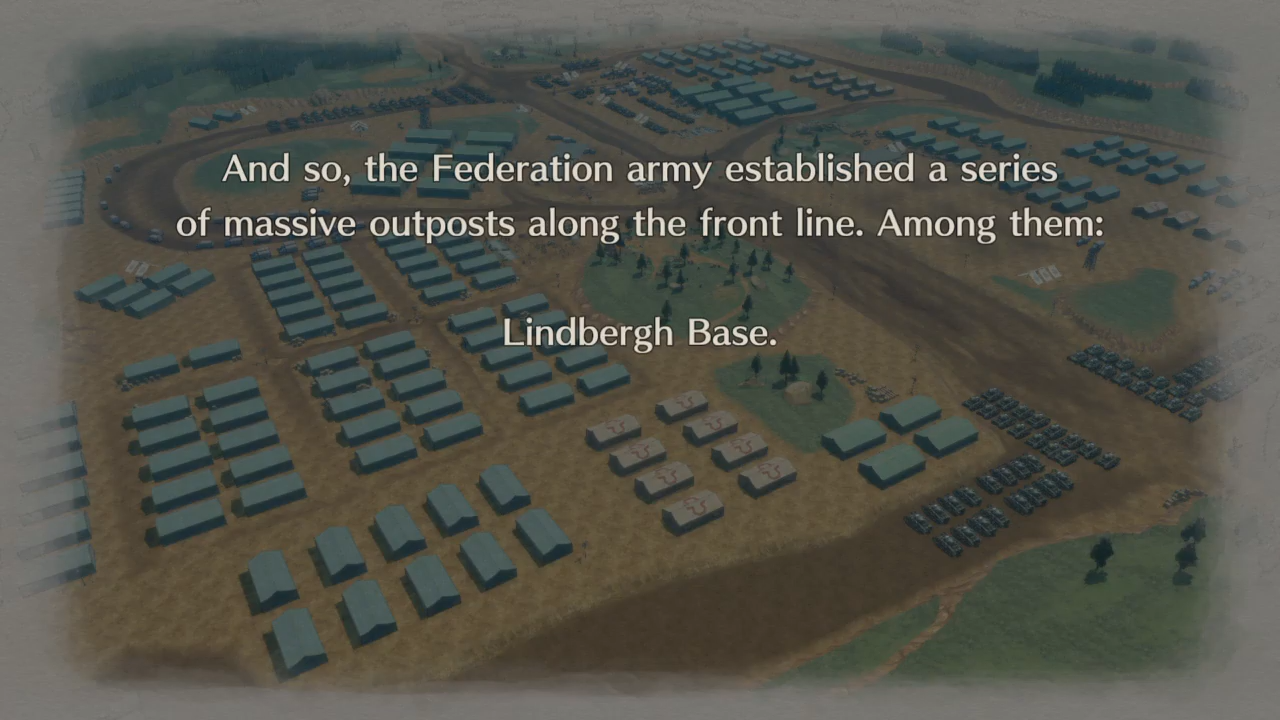 And so, the Federation army established a series
of massive outposts along the front line. Among them:
Lindbergh Base.